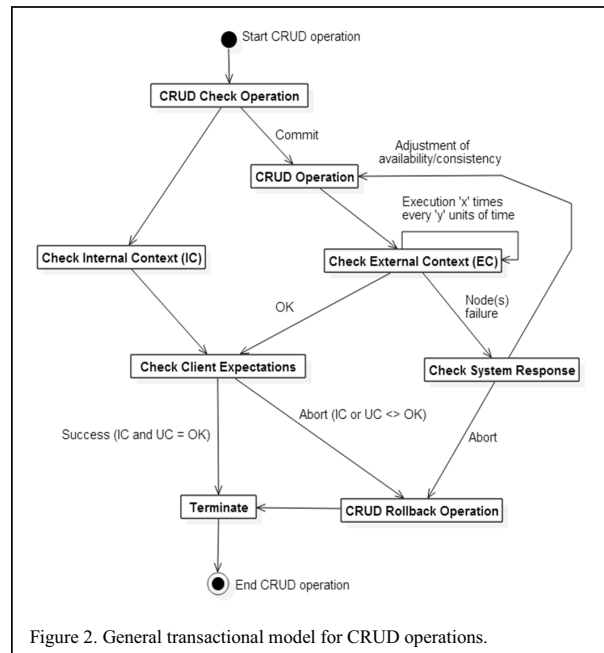 Start CRUD operation
CRUD Check Operation
Commit
Adjustment of
availability/consistency
CRUD Operation
Execution 'x' times
every 'y' units of time
Check Internal Context (IC)
Check External Context (EC)
OK
Node(s)
failure
Check Client Expectations
Check System Response
Abort (IC or UC <> OK)
Success (IC and UC = OK)
Abort
Terminate
CRUD Rollback Operation
End CRUD operation
Figure 2. General transactional model for CRUD operations.